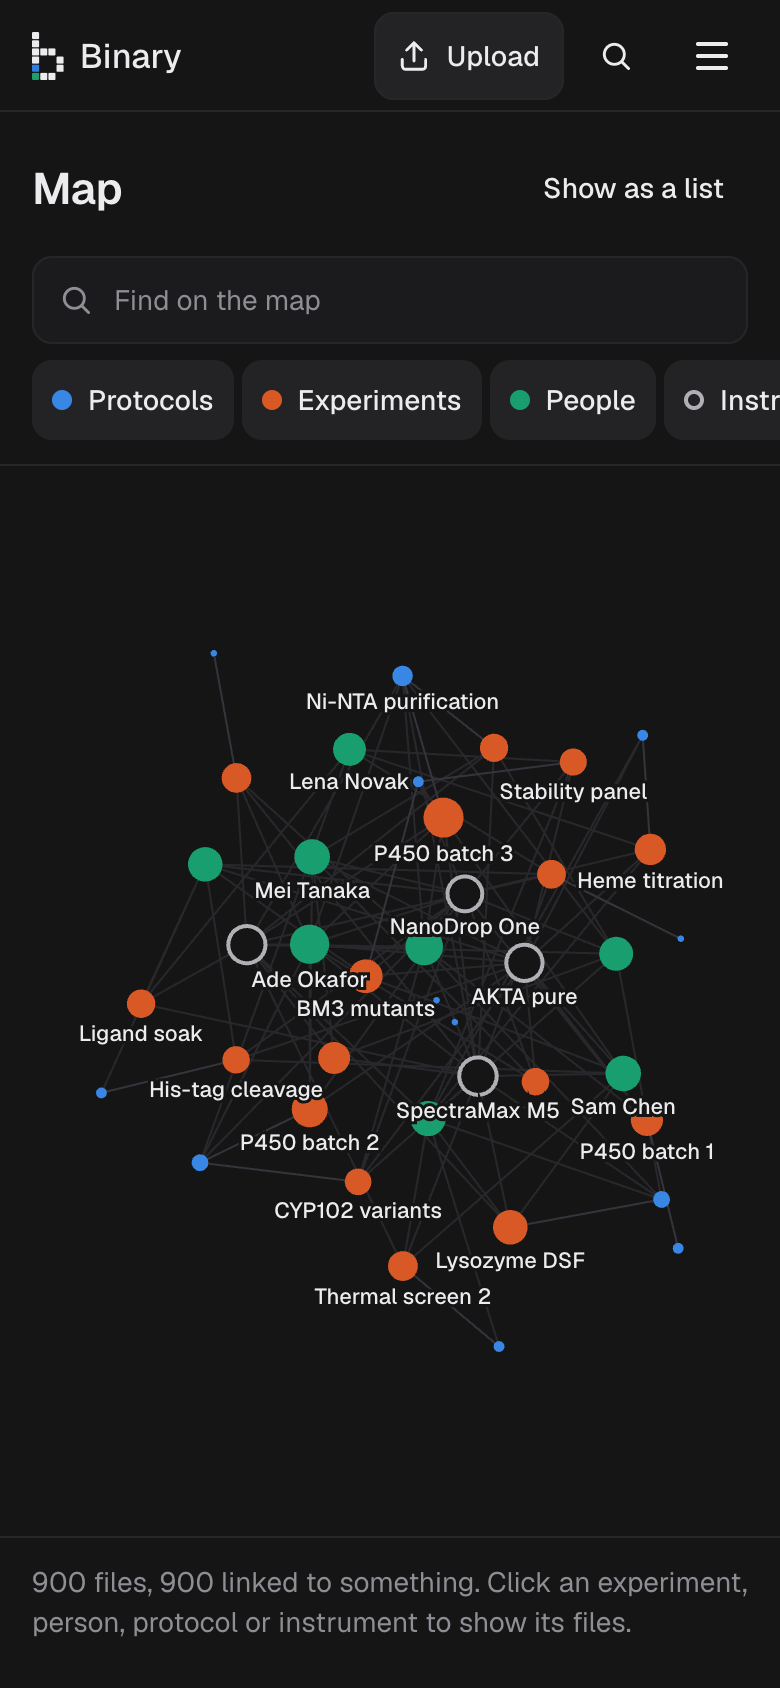 Binary
Upload
Map
Show as a list
Find on the map
Protocols
Experiments
People
Instr
Ni-NTA purification
Lena Novak
Stability panel
P450 batch 3
Heme titration
Mei Tanaka
NanoDrop One
Ade Okafor
AKTA pure
BM3 mutants
Ligand soak
His-tag cleavage
SpectraMax M5
Sam Chen
P450 batch 2
P450 batch 1
CYP102 variants
Lysozyme DSF
Thermal screen 2
900 files, 900 linked to something. Click an experiment,
person, protocol or instrument to show its files.